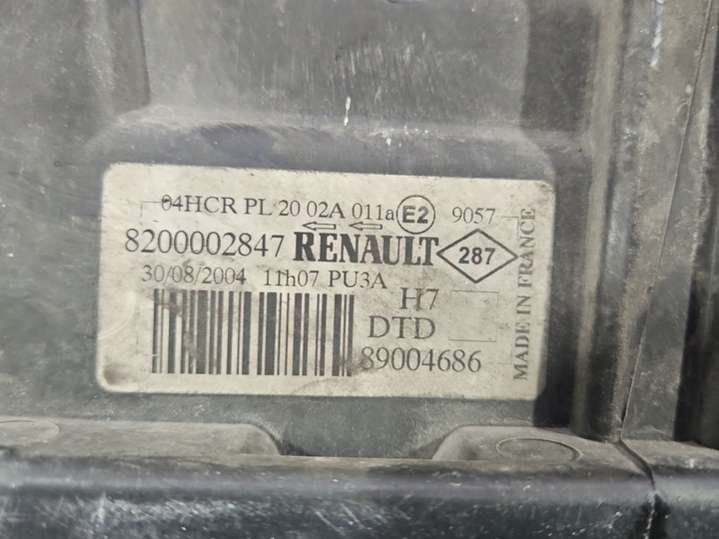 04HCR PL 20 02A 011a E2 9057
8200002847 RENAULT 287
30/08/2004 11h07 PU3A
H7
DTD
89004686
MADE IN FRANCE